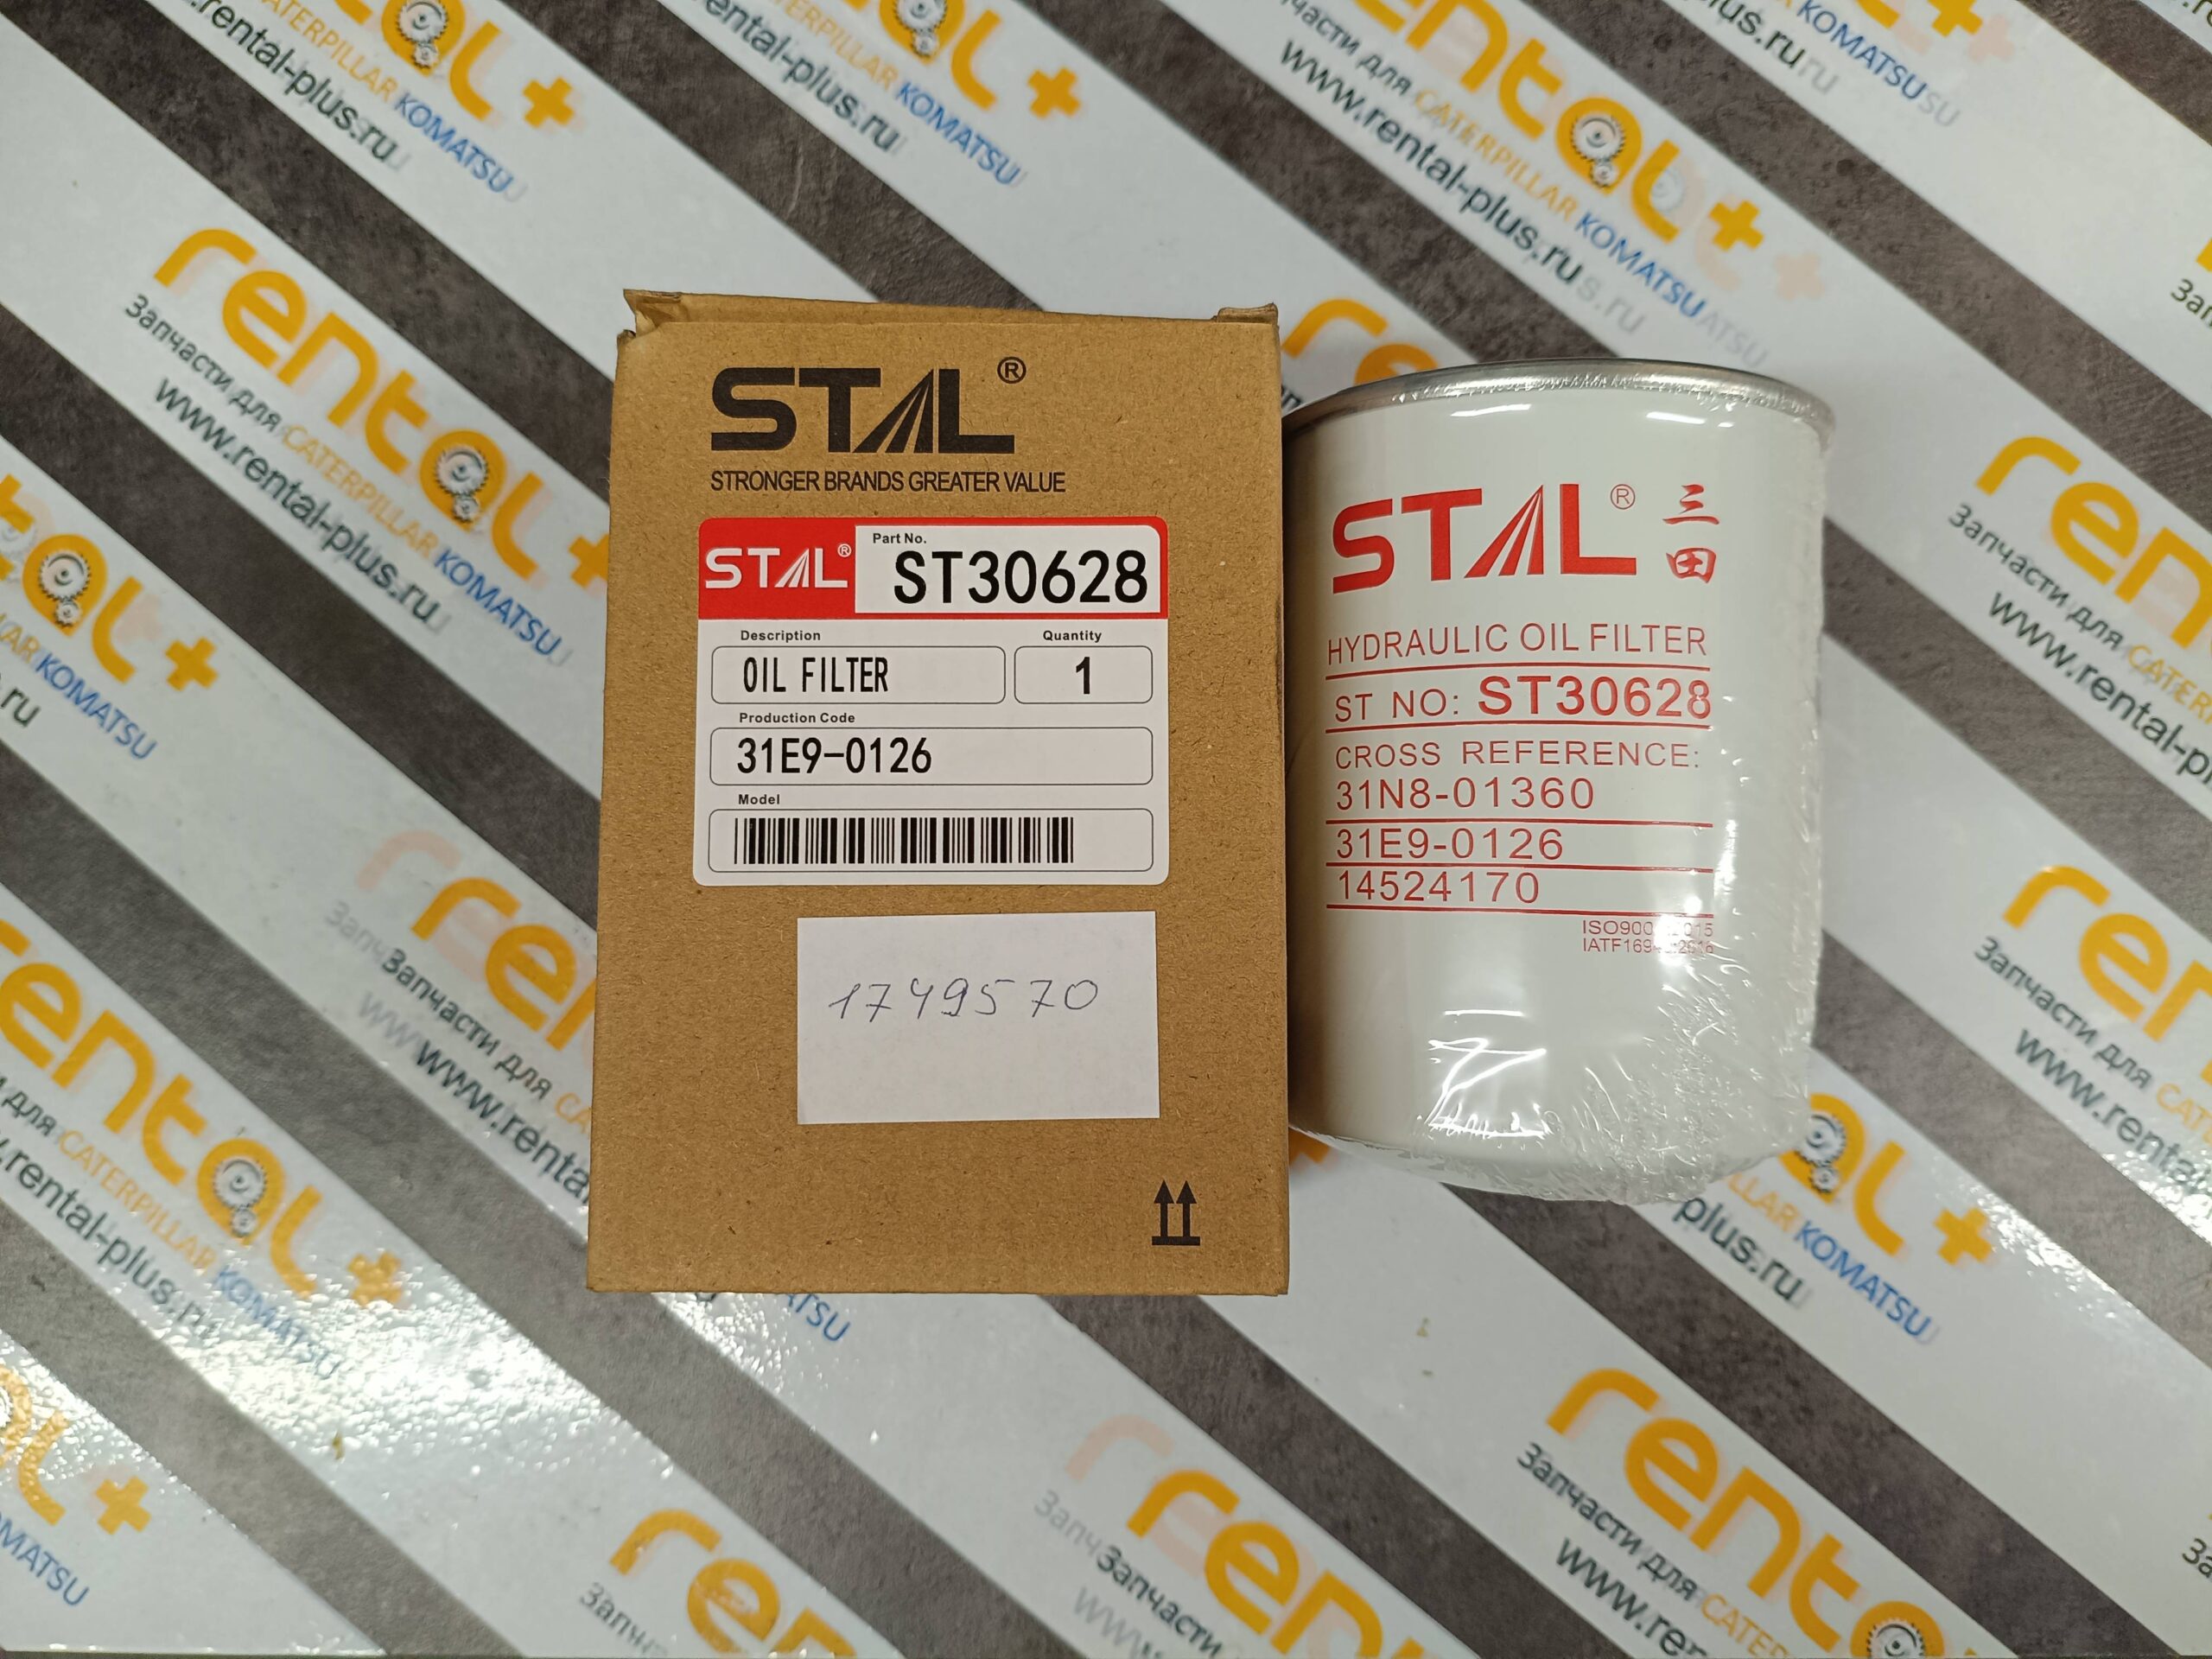 STAL®
STRONGER BRANDS GREATER VALUE
STAL®
Part No.
ST30628
Description
Quantity
OIL FILTER
1
Production Code
31E9-0126
Model
1749570
STAL®
三田
HYDRAULIC OIL FILTER
ST NO: ST30628
CROSS REFERENCE:
31N8-01360
31E9-0126
14524170
rental+
Запчасти для CATERPILLAR KOMATSU
www.rental-plus.ru